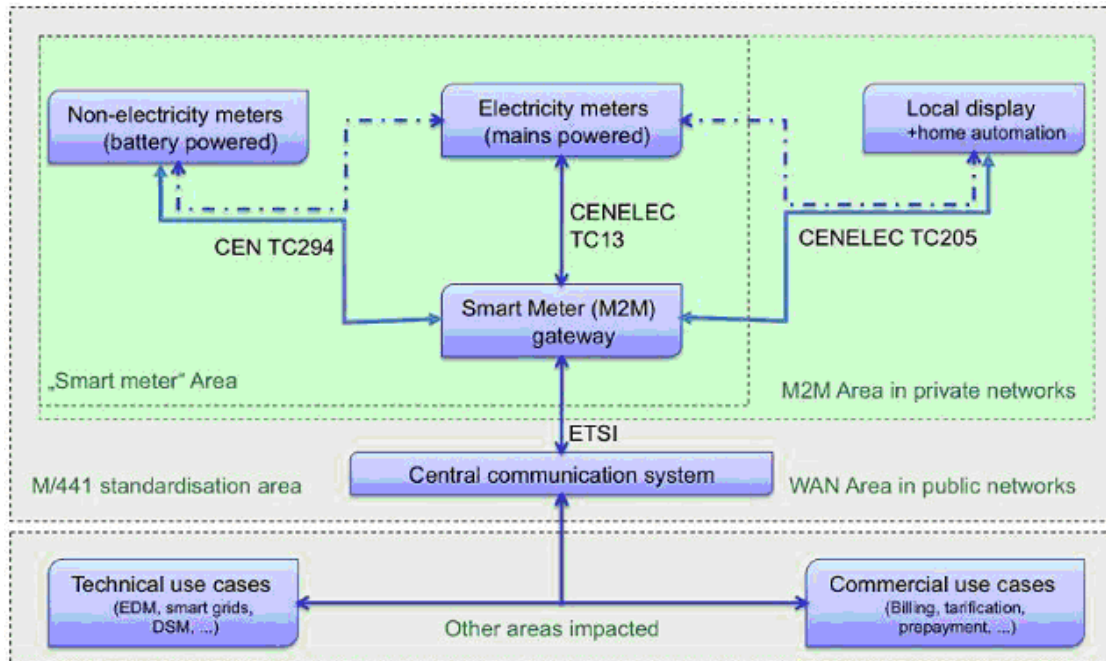 Non-electricity meters
(battery powered)
Electricity meters
(mains powered)
Local display
+home automation
CEN TC294
CENELEC
TC13
CENELEC TC205
Smart Meter (M2M)
gateway
„Smart meter“ Area
M2M Area in private networks
ETSI
Central communication system
M/441 standardisation area
WAN Area in public networks
Technical use cases
(EDM, smart grids,
DSM, ...)
Commercial use cases
(Billing, tarification,
prepayment, ...)
Other areas impacted